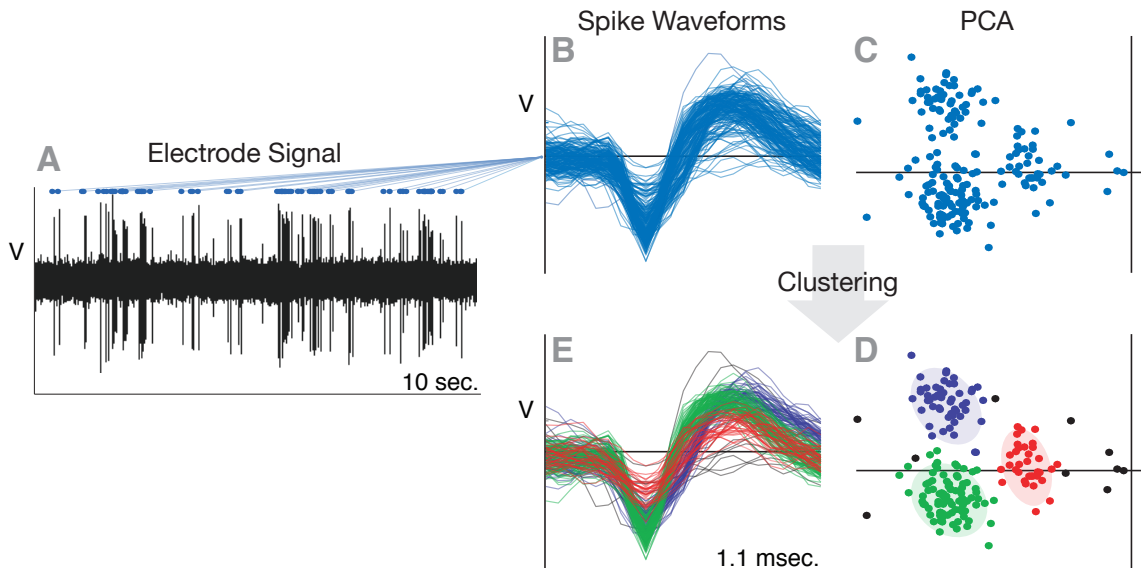 Spike Waveforms
PCA
B
C
V
A
Electrode Signal
V
10 sec.
Clustering
E
D
V
1.1 msec.